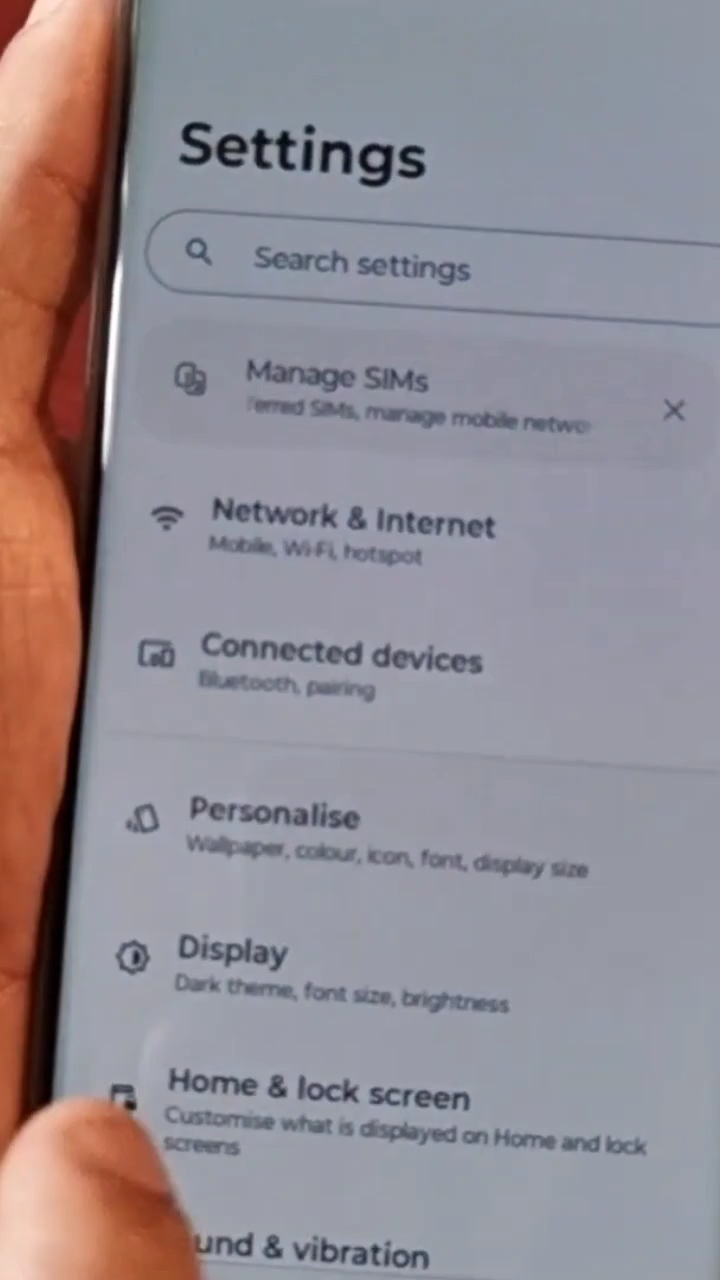 Settings
Search settings
Manage SIMs
ferred SIMs, manage mobile netwo
Network & Internet
Mobile, Wi-Fi, hotspot
Connected devices
Bluetooth, pairing
Personalise
Wallpaper, colour, icon, font, display size
Display
Dark theme, font size, brightness
Home & lock screen
Customise what is displayed on Home and lock
screens
und & vibration